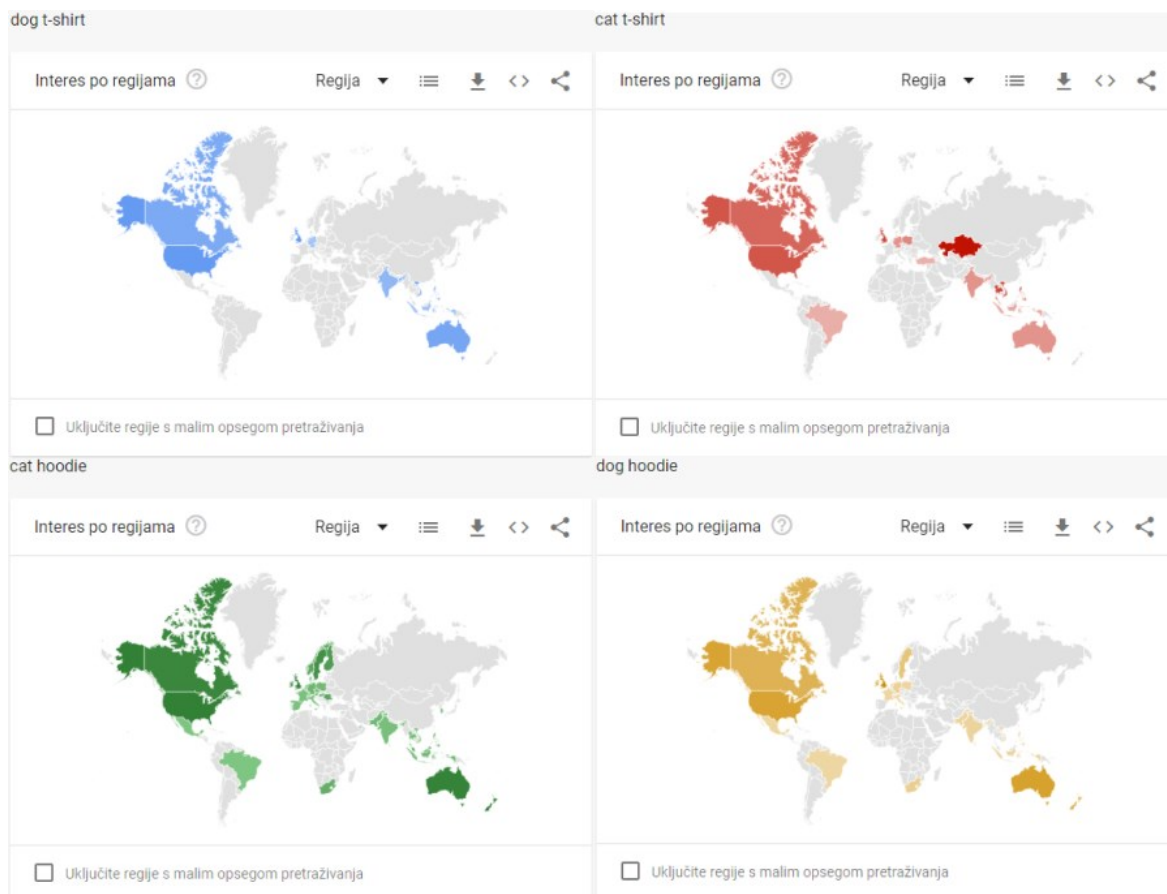 dog t-shirt
cat t-shirt
Interes po regijama
Regija
Interes po regijama
Regija
Uključite regije s malim opsegom pretraživanja
Uključite regije s malim opsegom pretraživanja
cat hoodie
dog hoodie
Interes po regijama
Regija
Interes po regijama
Regija
Uključite regije s malim opsegom pretraživanja
Uključite regije s malim opsegom pretraživanja